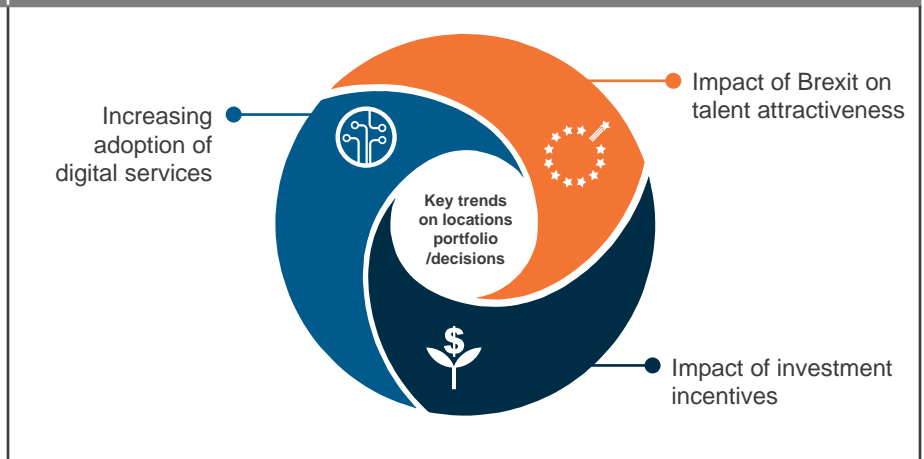 Increasing
adoption of
digital services
Impact of Brexit on
talent attractiveness
Key trends
on locations
portfolio
/decisions
$
Impact of investment
incentives